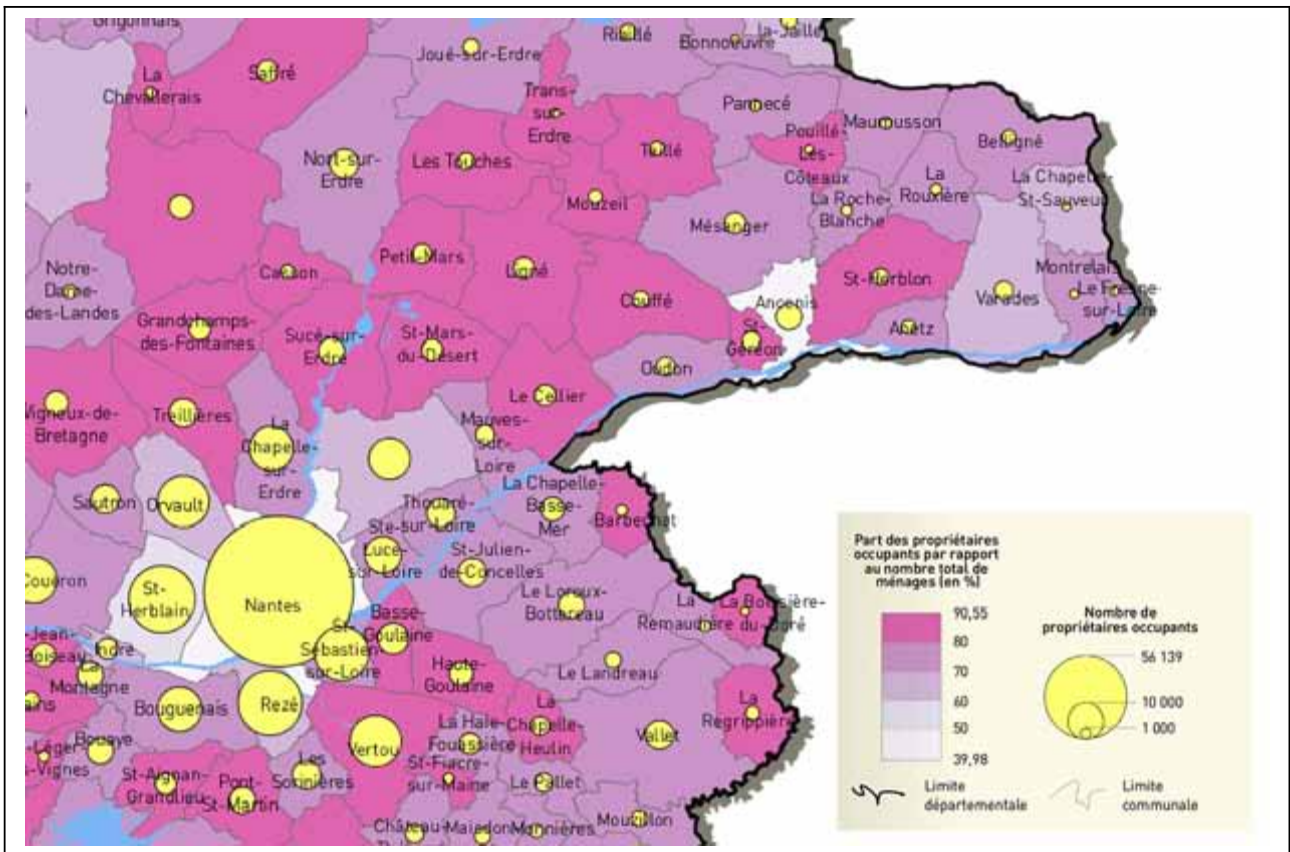 Grigonnais
La
Chevallerais
Saffré
Joué-sur-Erdre
Riaillé
Bonnoeuvre
la-Jaille
Trans-
sur-
Erdre
Pannecé
Maumusson
Belligné
Pouillé-
Les-
Côteaux
Nort-sur-
Erdre
Les Touches
Teillé
La
Rouxière
La Chapelle-
St-Sauveur
Mouzeil
La Roche-
Blanche
Mésanger
Notre-
Dame-
des-Landes
Casson
Petit-Mars
Ligné
Couffé
Ancenis
St-Herblon
Varades
Montrelais
Le Fresne-
sur-Loire
Anetz
Grandchamps-
des-Fontaines
Sucé-sur-
Erdre
St-Mars-
du-Désert
St-
Géréon
Oudon
Le Cellier
Vigneux-de-
Bretagne
Treillières
La
Chapelle-
sur-
Erdre
Mauves-
sur-
Loire
Sautron
Orvault
Thouaré-
sur-Loire
La Chapelle-
Basse-
Mer
Barbechat
Couëron
St-
Herblain
Nantes
Ste-
Luce-
sur-Loire
St-Julien-
de-Concelles
Le Loroux-
Bottereau
La
Remaudière
La Boissière-
du-Doré
Basse-
Goulaine
St-
Sébastien-
sur-Loire
-Jean-
Boiseau
Indre
La
Montagne
Haute-
Goulaine
Le Landreau
Bouguenais
Rezé
Vertou
La Haie-
Fouassière
La
Chapelle-
Heulin
Vallet
La
Regrippière
Bouaye
-Léger-
-Vignes
St-Aignan-
Grandlieu
Pont-
St-Martin
Les
Sorinières
St-Fiacre-
sur-Maine
Le Pallet
Château-
Maisdon
Monnières
Mouzillon
Part des propriétaires
occupants par rapport
au nombre total de
ménages (en %)
90,55
80
70
60
50
39,98
Nombre de
propriétaires occupants
56 139
10 000
1 000
Limite
départementale
Limite
communale